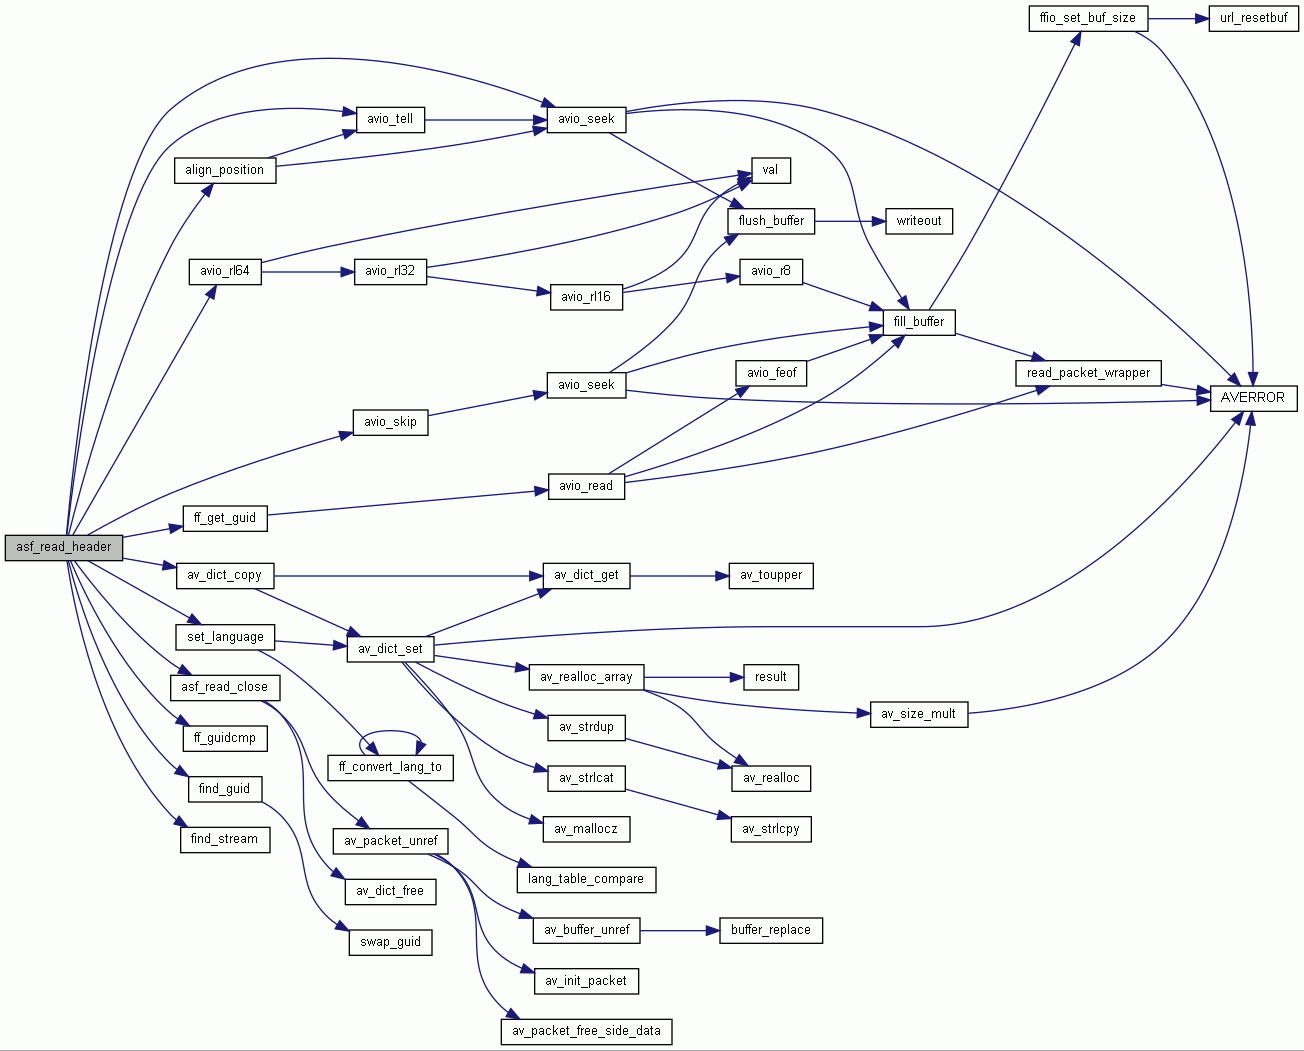 ffio_set_buf_size
url_resetbuf
avio_tell
avio_seek
align_position
val
flush_buffer
writeout
avio_rl64
avio_rl32
avio_r8
avio_rl16
fill_buffer
avio_feof
read_packet_wrapper
avio_seek
AVERROR
avio_skip
avio_read
ff_get_guid
asf_read_header
av_dict_copy
av_dict_get
av_toupper
set_language
av_dict_set
av_realloc_array
result
asf_read_close
av_size_mult
av_strdup
ff_guidcmp
ff_convert_lang_to
av_strlcat
av_realloc
find_guid
av_mallocz
av_strlcpy
find_stream
av_packet_unref
lang_table_compare
av_dict_free
av_buffer_unref
buffer_replace
swap_guid
av_init_packet
av_packet_free_side_data